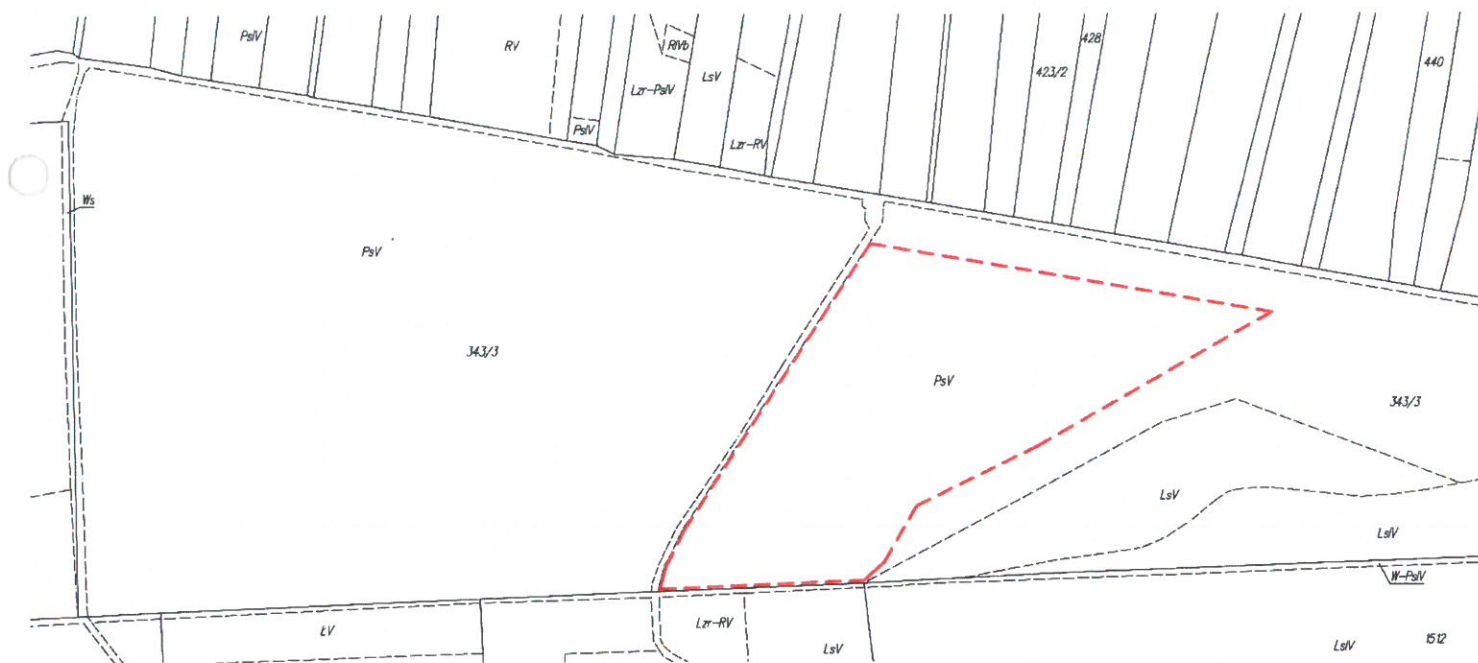 PsIV
RV
RIVb
LsV
428
423/2
440
Lzr-PsIV
PsIV
Lzr-RV
Ws
PsV
343/3
PsV
343/3
LsV
LsIV
W-PsIV
ŁV
Lzr-RV
LsV
LsIV
1512